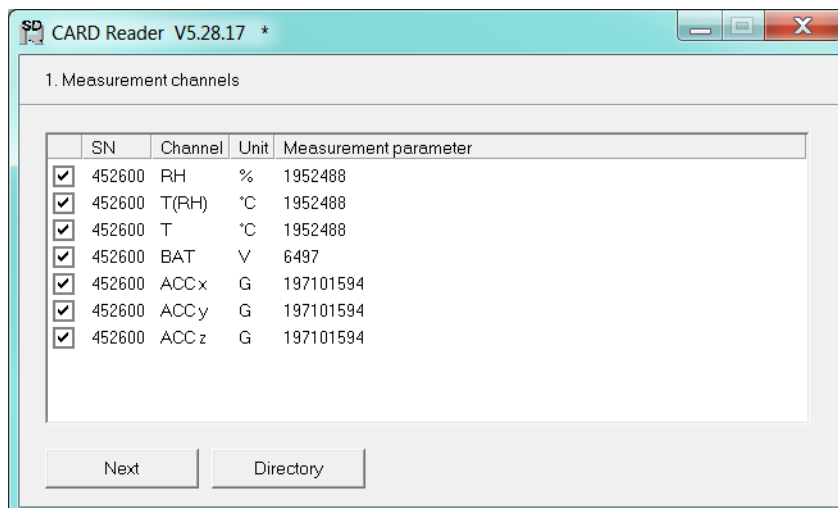 SD CARD Reader V5.28.17 *
1. Measurement channels
SN Channel Unit Measurement parameter
452600 RH % 1952488
452600 T(RH) °C 1952488
452600 T °C 1952488
452600 BAT V 6497
452600 ACC x G 197101594
452600 ACC y G 197101594
452600 ACC z G 197101594
Next Directory